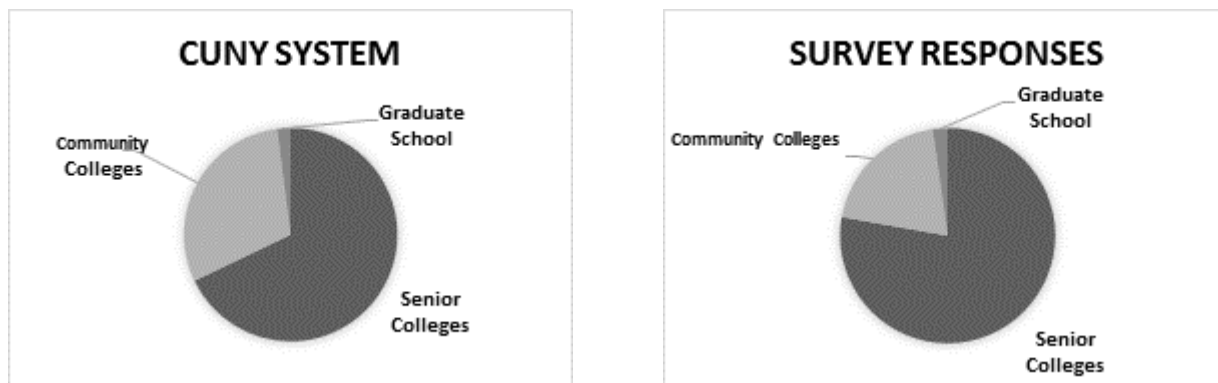 CUNY SYSTEM
Graduate
School
Community
Colleges
Senior
Colleges
SURVEY RESPONSES
Graduate
School
Community Colleges
Senior
Colleges